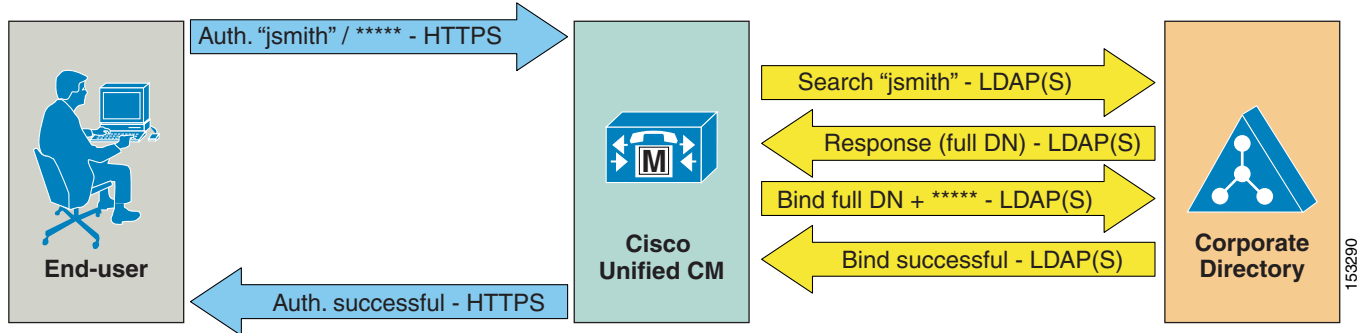 Auth. “jsmith” / ***** - HTTPS
Search “jsmith” - LDAP(S)
Response (full DN) - LDAP(S)
M
Bind full DN + ***** - LDAP(S)
End-user
Cisco
Unified CM
Bind successful - LDAP(S)
Corporate
Directory
Auth. successful - HTTPS
153290